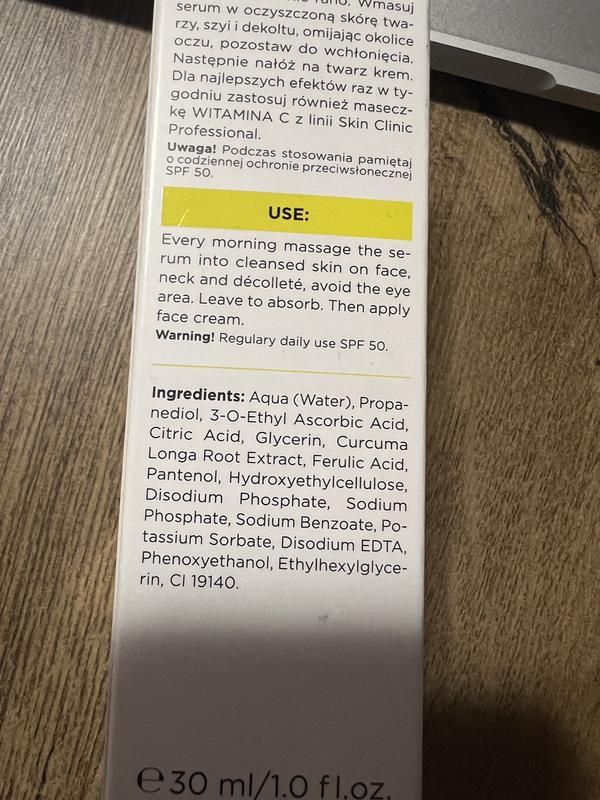 nie rano. Wmasuj
serum w oczyszczoną skórę twa-
rzy, szyi i dekoltu, omijając okolice
oczu, pozostaw do wchłonięcia.
Następnie nałóż na twarz krem.
Dla najlepszych efektów raz w ty-
godniu zastosuj również masecz-
kę WITAMINA C z linii Skin Clinic
Professional.
Uwaga! Podczas stosowania pamiętaj
o codziennej ochronie przeciwsłonecznej
SPF 50.
USE:
Every morning massage the se-
rum into cleansed skin on face,
neck and décolleté, avoid the eye
area. Leave to absorb. Then apply
face cream.
Warning! Regulary daily use SPF 50.
Ingredients: Aqua (Water), Propa-
nediol, 3-O-Ethyl Ascorbic Acid,
Citric Acid, Glycerin, Curcuma
Longa Root Extract, Ferulic Acid,
Pantenol, Hydroxyethylcellulose,
Disodium Phosphate, Sodium
Phosphate, Sodium Benzoate, Po-
tassium Sorbate, Disodium EDTA,
Phenoxyethanol, Ethylhexylglyce-
rin, CI 19140.
℮ 30 ml/1.0 fl.oz.